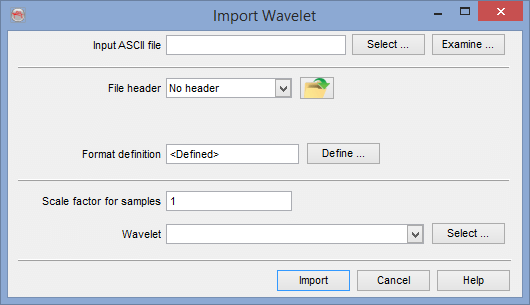 Import Wavelet
Input ASCII file Select ... Examine ...
File header No header
Format definition <Defined> Define ...
Scale factor for samples 1
Wavelet Select ...
Import Cancel Help